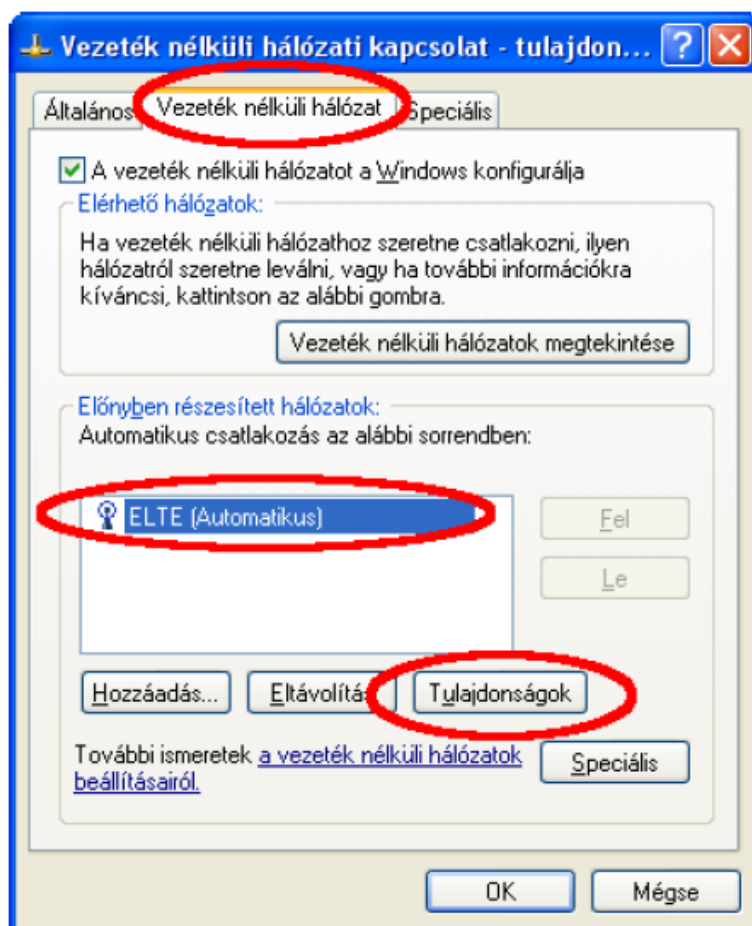 Vezeték nélküli hálózati kapcsolat - tulajdon...
Általános
Vezeték nélküli hálózat
Speciális
A vezeték nélküli hálózatot a Windows konfigurálja
Elérhető hálózatok:
Ha vezeték nélküli hálózathoz szeretne csatlakozni, ilyen
hálózatról szeretne leválni, vagy ha további információkra
kíváncsi, kattintson az alábbi gombra.
Vezeték nélküli hálózatok megtekintése
Előnyben részesített hálózatok:
Automatikus csatlakozás az alábbi sorrendben:
ELTE (Automatikus)
Fel
Le
Hozzáadás...
Eltávolítás
Tulajdonságok
További ismeretek a vezeték nélküli hálózatok
beállításairól.
Speciális
OK
Mégse